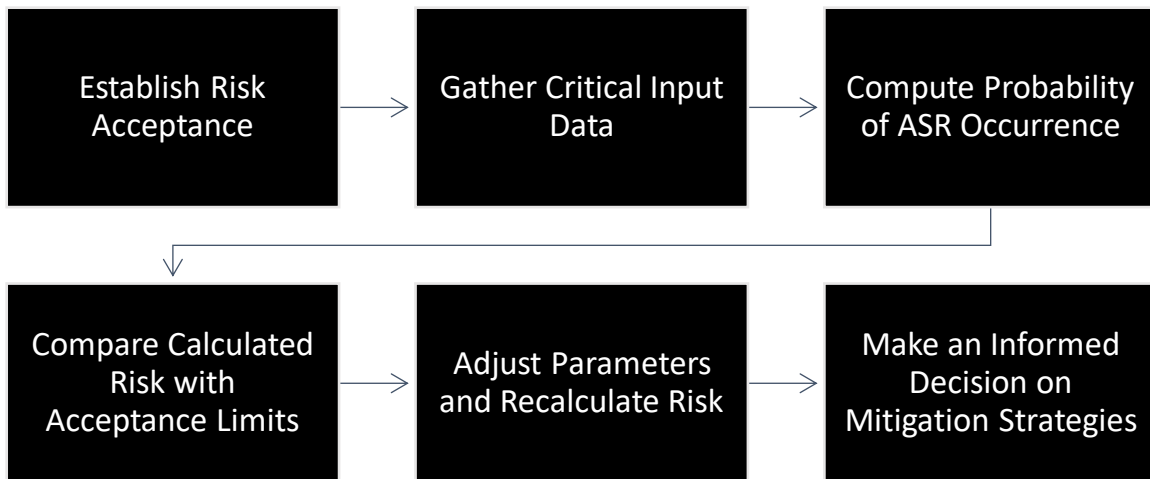 Establish Risk
Acceptance
Gather Critical Input
Data
Compute Probability
of ASR Occurrence
Compare Calculated
Risk with
Acceptance Limits
Adjust Parameters
and Recalculate Risk
Make an Informed
Decision on
Mitigation Strategies